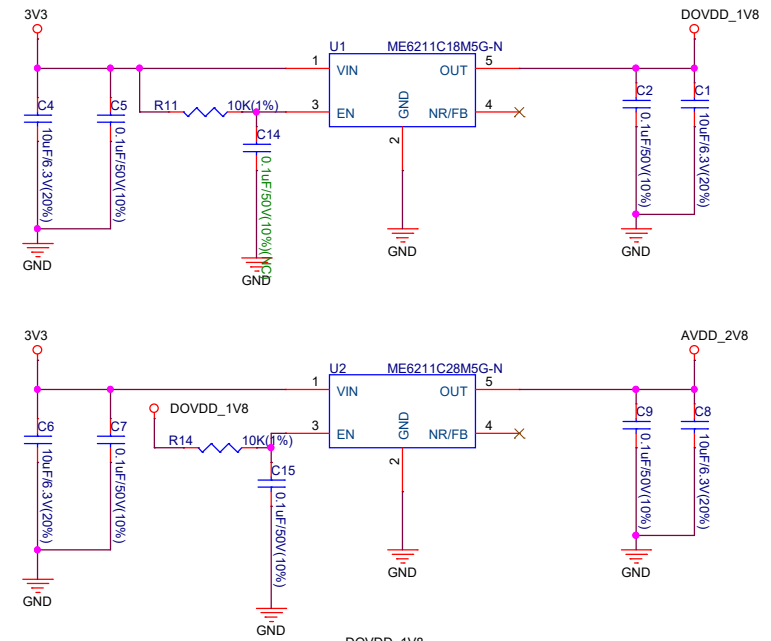 3V3
DOVDD_1V8
U1
ME6211C18M5G-N
1
VIN
OUT
5
C4
10uF/6.3V(20%)
C5
0.1uF/50V(10%)
R11
10K(1%)
3
EN
GND
NR/FB
4
2
C14
0.1uF/50V(10%)(NC)
C2
0.1uF/50V(10%)
C1
10uF/6.3V(20%)
GND
GND
GND
GND
3V3
AVDD_2V8
U2
ME6211C28M5G-N
1
VIN
OUT
5
DOVDD_1V8
C6
10uF/6.3V(20%)
C7
0.1uF/50V(10%)
R14
10K(1%)
3
EN
GND
NR/FB
4
2
C15
0.1uF/50V(10%)
C9
0.1uF/50V(10%)
C8
10uF/6.3V(20%)
GND
GND
GND
GND
DOVDD_1V8